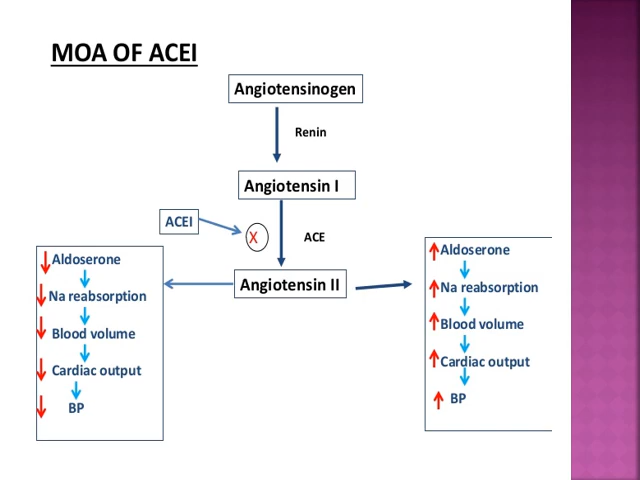 MOA OF ACEI
Angiotensinogen
Renin
Angiotensin I
ACEI
X
ACE
Angiotensin II
Aldoserone
Na reabsorption
Blood volume
Cardiac output
BP
Aldoserone
Na reabsorption
Blood volume
Cardiac output
BP